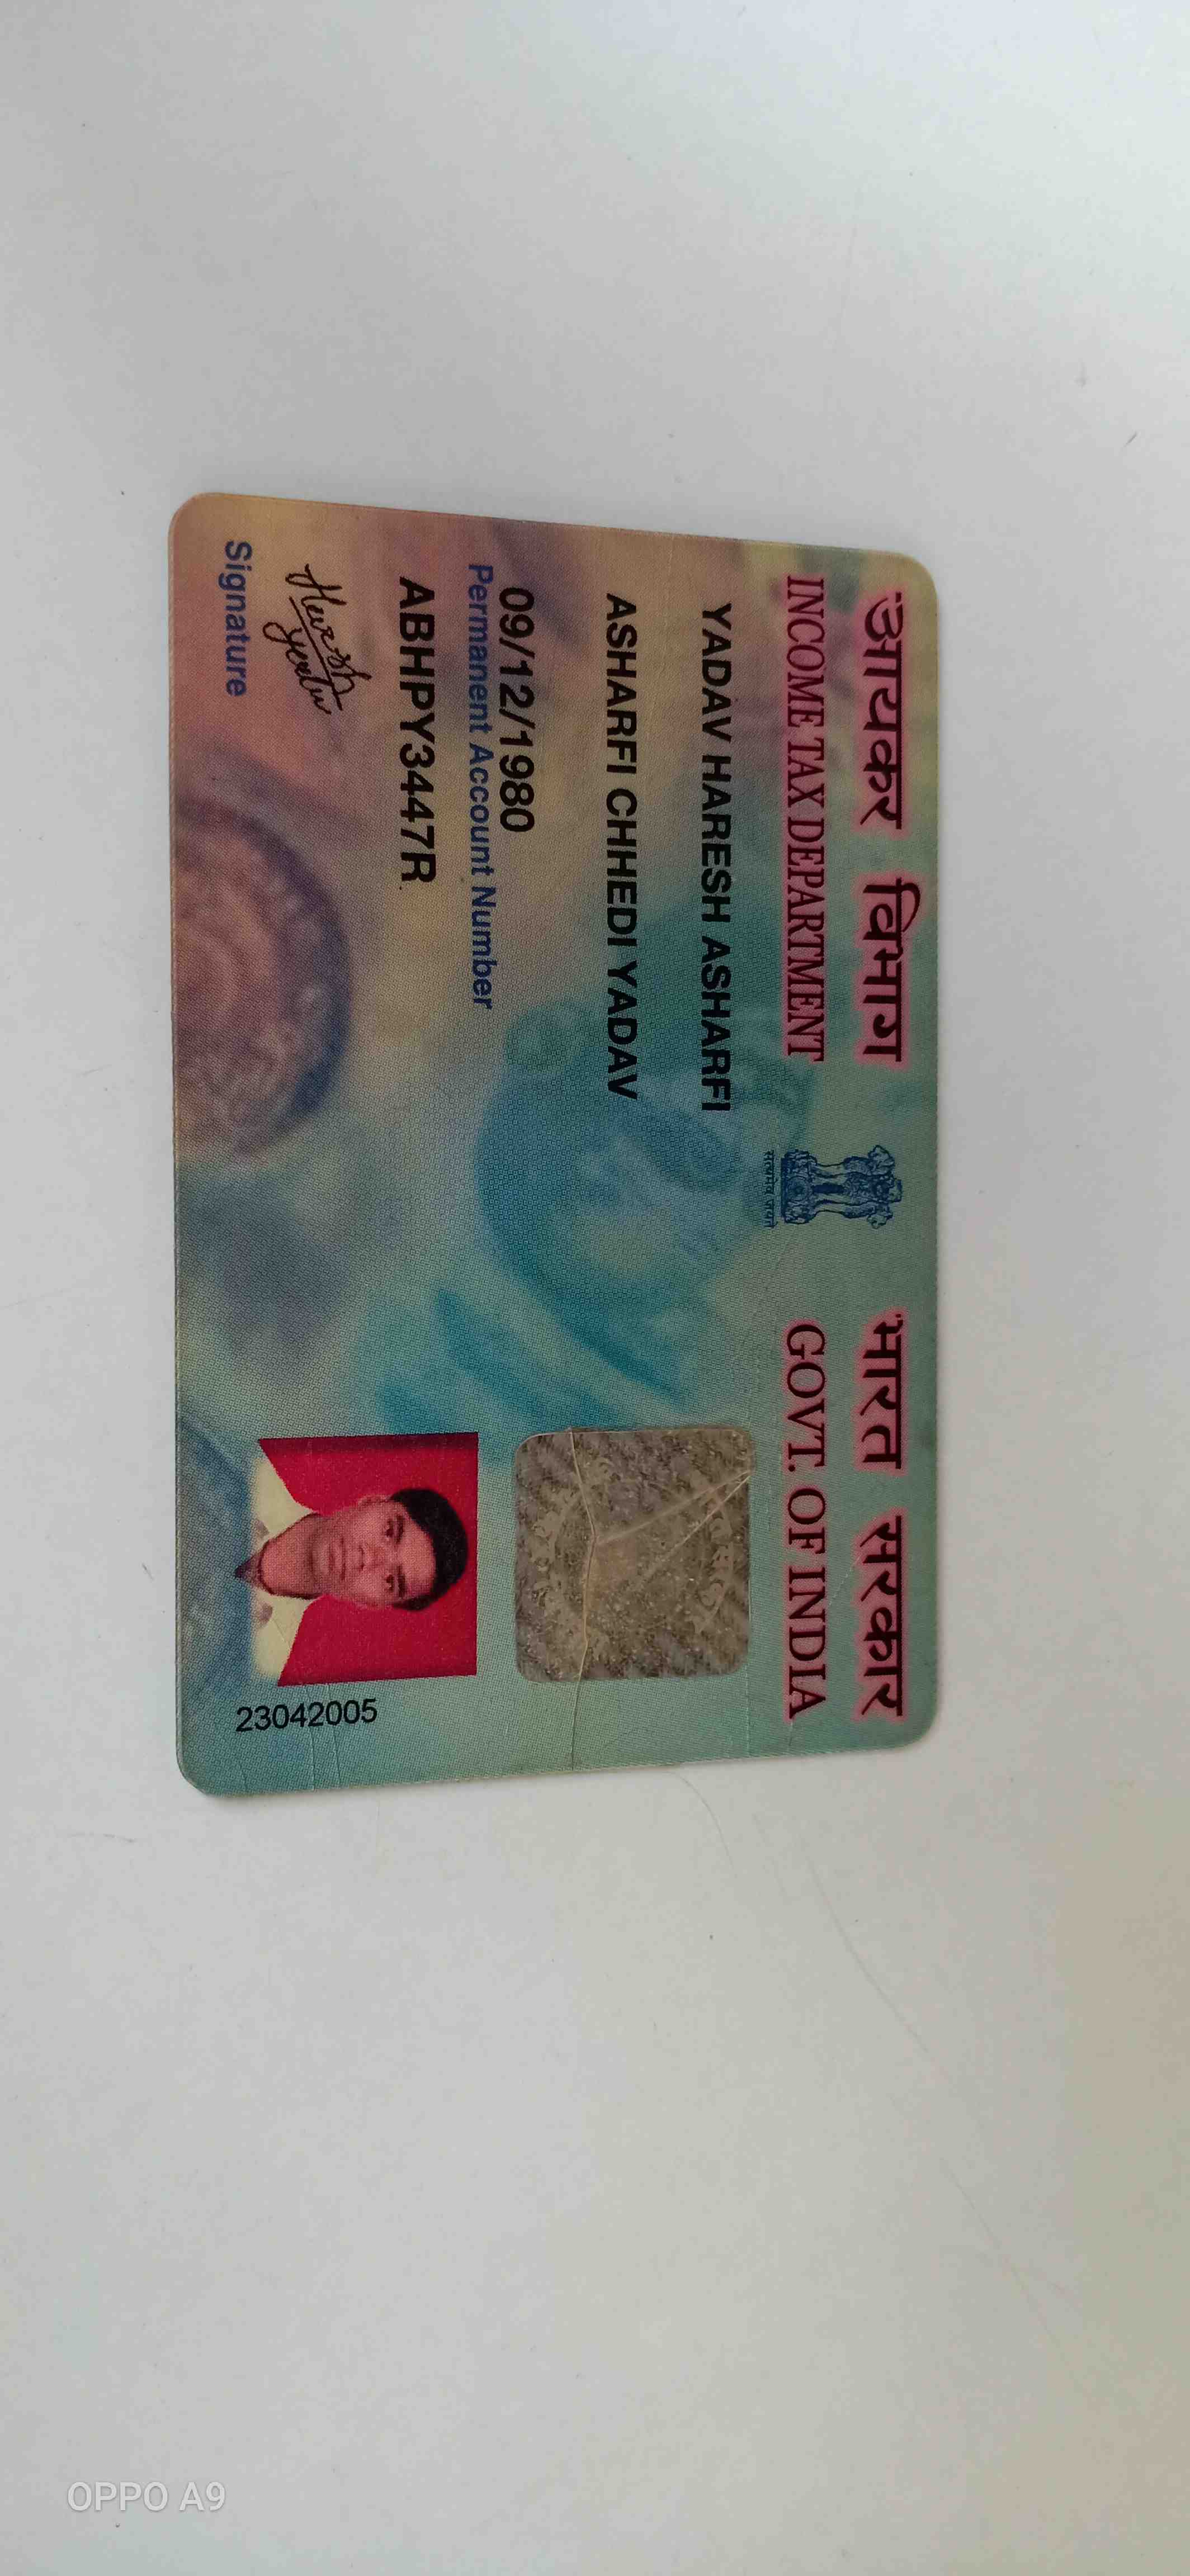 आयकर विभाग
INCOME TAX DEPARTMENT
सत्यमेव जयते
भारत सरकार
GOVT. OF INDIA
YADAV HARESH ASHARFI
ASHARFI CHHEDI YADAV
09/12/1980
Permanent Account Number
ABHPY3447R
Haresh
Yadav
Signature
23042005
OPPO A9